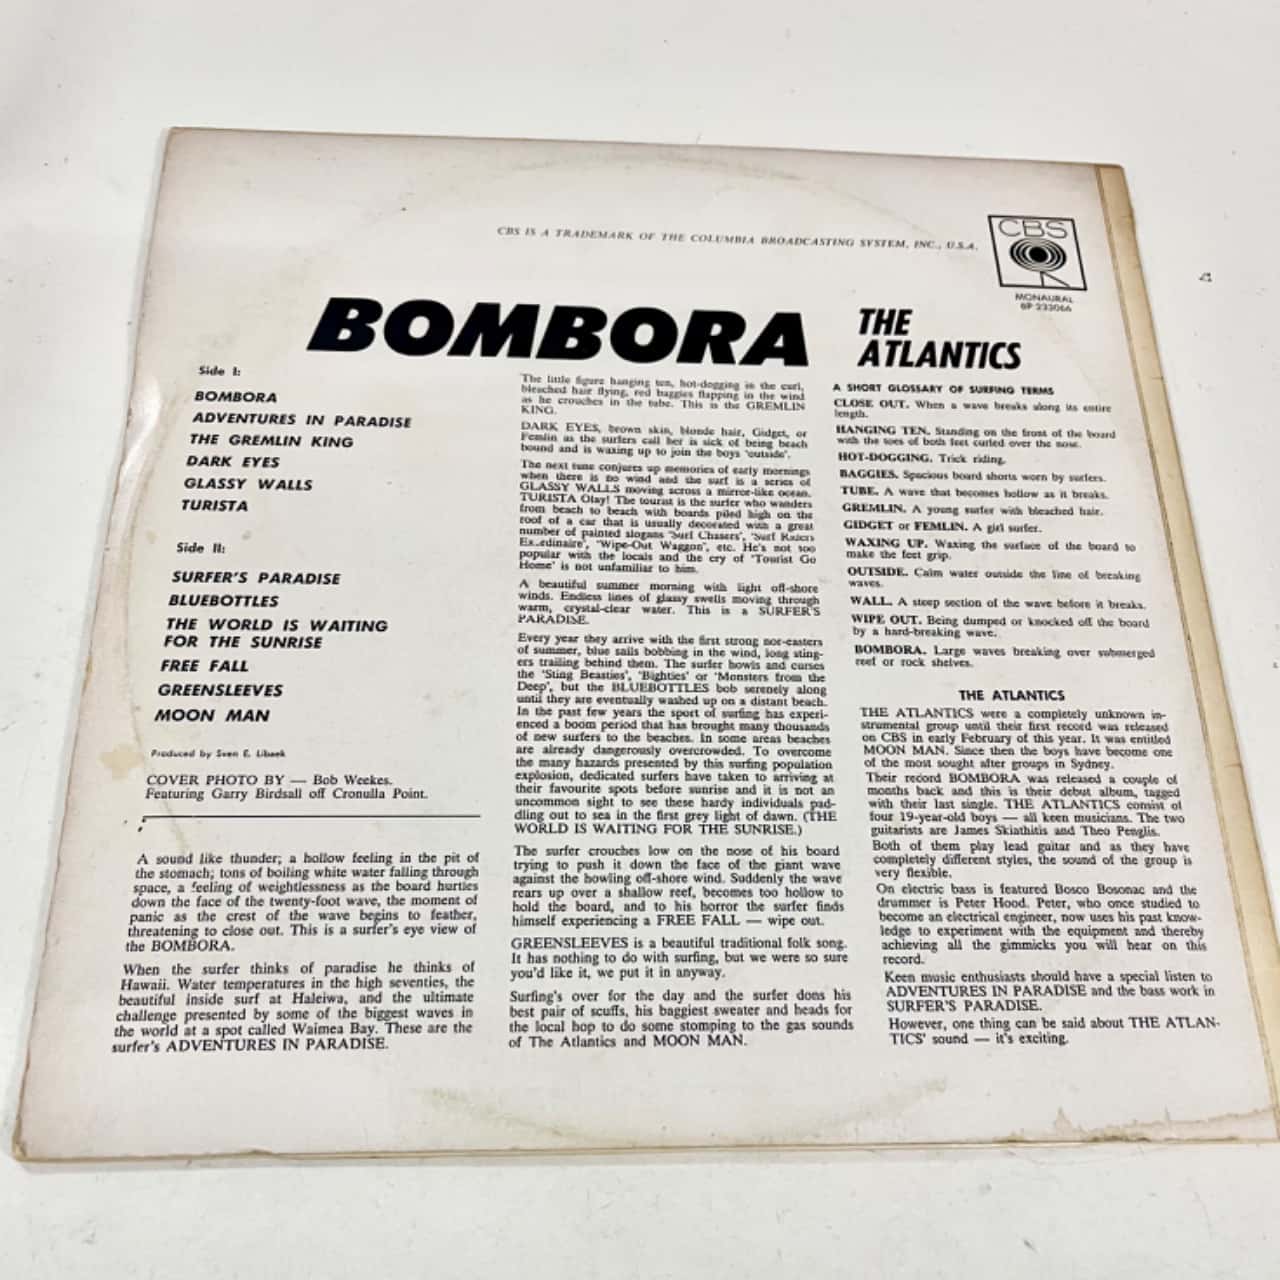 CBS IS A TRADEMARK OF THE COLUMBIA BROADCASTING SYSTEM, INC., U.S.A.
CBS
MONAURAL
BP 233066
BOMBORA
THE
ATLANTICS
Side I:
BOMBORA
ADVENTURES IN PARADISE
THE GREMLIN KING
DARK EYES
GLASSY WALLS
TURISTA
Side II:
SURFER'S PARADISE
BLUEBOTTLES
THE WORLD IS WAITING
FOR THE SUNRISE
FREE FALL
GREENSLEEVES
MOON MAN
Produced by Sven E. Libaek
COVER PHOTO BY — Bob Weekes.
Featuring Garry Birdsall off Cronulla Point.
A sound like thunder; a hollow feeling in the pit of
the stomach; tons of boiling white water falling through
space, a feeling of weightlessness as the board hurtles
down the face of the twenty-foot wave, the moment of
panic as the crest of the wave begins to feather,
threatening to close out. This is a surfer's eye view of
the BOMBORA.
When the surfer thinks of paradise he thinks of
Hawaii. Water temperatures in the high seventies, the
beautiful inside surf at Haleiwa, and the ultimate
challenge presented by some of the biggest waves in
the world at a spot called Waimea Bay. These are the
surfer's ADVENTURES IN PARADISE.
The little figure hanging ten, hot-dogging in the curl,
bleached hair flying, red baggies flapping in the wind
as he crouches in the tube. This is the GREMLIN
KING.
DARK EYES, brown skin, blonde hair, Gidget, or
Femlin as the surfers call her is sick of being beach
bound and is waxing up to join the boys 'outside'.
The next tune conjures up memories of early mornings
when there is no wind and the surf is a series of
GLASSY WALLS moving across a mirror-like ocean.
TURISTA Olay! The tourist is the surfer who wanders
from beach to beach with boards piled high on the
roof of a car that is usually decorated with a great
number of painted slogans 'Surf Chasers', 'Surf Riders
'Wipe-Out Waggon', etc. He's not too
popular with the locals and the cry of 'Tourist Go
Home' is not unfamiliar to him.
A beautiful summer morning with light off-shore
winds. Endless lines of glassy swells moving through
warm, crystal-clear water. This is a SURFER'S
PARADISE.
Every year they arrive with the first strong nor-easters
of summer, blue sails bobbing in the wind, long sting-
ers trailing behind them. The surfer howls and curses
the 'Sting Beasties', 'Bighties' or 'Monsters from the
Deep', but the BLUEBOTTLES bob serenely along
until they are eventually washed up on a distant beach.
In the past few years the sport of surfing has experi-
enced a boom period that has brought many thousands
of new surfers to the beaches. In some areas beaches
are already dangerously overcrowded. To overcome
the many hazards presented by this surfing population
explosion, dedicated surfers have taken to arriving at
their favourite spots before sunrise and it is not an
uncommon sight to see these hardy individuals pad-
dling out to sea in the first grey light of dawn. (THE
WORLD IS WAITING FOR THE SUNRISE.)
The surfer crouches low on the nose of his board
trying to push it down the face of the giant wave
against the howling off-shore wind. Suddenly the wave
rears up over a shallow reef, becomes too hollow to
hold the board, and to his horror the surfer finds
himself experiencing a FREE FALL — wipe out.
GREENSLEEVES is a beautiful traditional folk song.
It has nothing to do with surfing, but we were so sure
you'd like it, we put it in anyway.
Surfing's over for the day and the surfer dons his
best pair of scuffs, his baggiest sweater and heads for
the local hop to do some stomping to the gas sounds
of The Atlantics and MOON MAN.
A SHORT GLOSSARY OF SURFING TERMS
CLOSE OUT. When a wave breaks along its entire
length.
HANGING TEN. Standing on the front of the board
with the toes of both feet curled over the nose.
HOT-DOGGING. Trick riding.
BAGGIES. Spacious board shorts worn by surfers.
TUBE. A wave that becomes hollow as it breaks.
GREMLIN. A young surfer with bleached hair.
GIDGET or FEMLIN. A girl surfer.
WAXING UP. Waxing the surface of the board to
make the feet grip.
OUTSIDE. Calm water outside the line of breaking
waves.
WALL. A steep section of the wave before it breaks.
WIPE OUT. Being dumped or knocked off the board
by a hard-breaking wave.
BOMBORA. Large waves breaking over submerged
reef or rock shelves.
THE ATLANTICS
THE ATLANTICS were a completely unknown in-
strumental group until their first record was released
on CBS in early February of this year. It was entitled
MOON MAN. Since then the boys have become one
of the most sought after groups in Sydney.
Their record BOMBORA was released a couple of
months back and this is their debut album, tagged
with their last single. THE ATLANTICS consist of
four 19-year-old boys — all keen musicians. The two
guitarists are James Skiathitis and Theo Penglis.
Both of them play lead guitar and as they have
completely different styles, the sound of the group is
very flexible.
On electric bass is featured Bosco Bosonac and the
drummer is Peter Hood. Peter, who once studied to
become an electrical engineer, now uses his past know-
ledge to experiment with the equipment and thereby
achieving all the gimmicks you will hear on this
record.
Keen music enthusiasts should have a special listen to
ADVENTURES IN PARADISE and the bass work in
SURFER'S PARADISE.
However, one thing can be said about THE ATLAN-
TICS' sound — it's exciting.